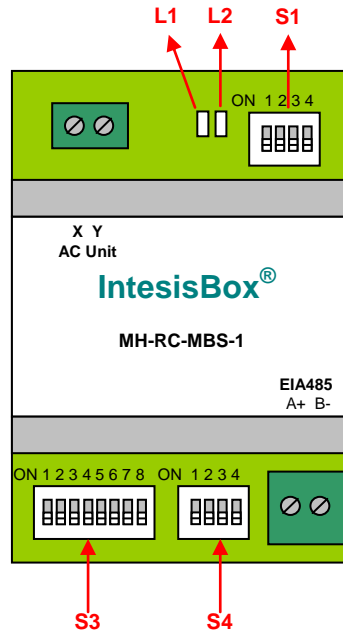 L1 L2 S1
ON 1 2 3 4
X Y
AC Unit
IntesisBox®
MH-RC-MBS-1
EIA485
A+ B-
ON 1 2 3 4 5 6 7 8 ON 1 2 3 4
S3 S4